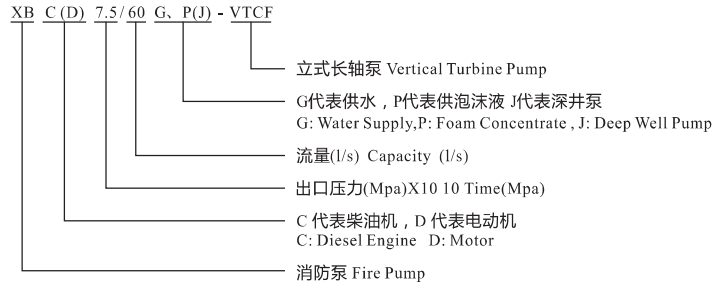 XB C(D) 7.5/60 G、P(J)-VTCF
立式长轴泵 Vertical Turbine Pump
G代表供水，P代表供泡沫液 J代表深井泵
G: Water Supply,P: Foam Concentrate , J: Deep Well Pump
流量(l/s) Capacity (l/s)
出口压力(Mpa)X10 10 Time(Mpa)
C 代表柴油机，D 代表电动机
C: Diesel Engine D: Motor
消防泵 Fire Pump